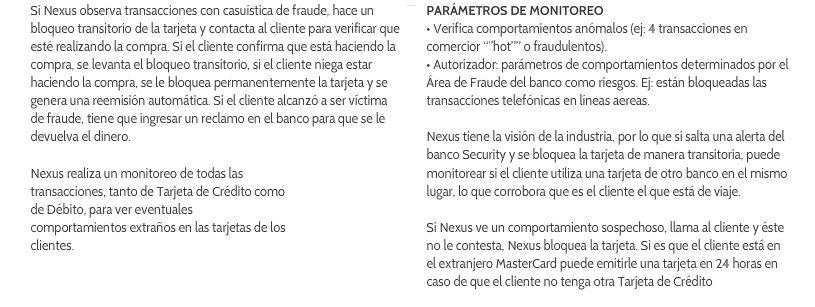 Si Nexus observa transacciones con casuística de fraude, hace un
bloqueo transitorio de la tarjeta y contacta al cliente para verificar que
esté realizando la compra. Si el cliente confirma que está haciendo la
compra, se levanta el bloqueo transitorio, si el cliente niega estar
haciendo la compra, se le bloquea permanentemente la tarjeta y se
genera una reemisión automática. Si el cliente alcanzó a ser víctima
de fraude, tiene que ingresar un reclamo en el banco para que se le
devuelva el dinero.

Nexus realiza un monitoreo de todas las
transacciones, tanto de Tarjeta de Crédito como
de Débito, para ver eventuales
comportamientos extraños en las tarjetas de los
clientes.

PARÁMETROS DE MONITOREO
• Verifica comportamientos anómalos (ej: 4 transacciones en
comercior “”hot”” o fraudulentos).
• Autorizador: parámetros de comportamientos determinados por el
Área de Fraude del banco como riesgos. Ej: están bloqueadas las
transacciones telefónicas en líneas aereas.

Nexus tiene la visión de la industria, por lo que si salta una alerta del
banco Security y se bloquea la tarjeta de manera transitoria, puede
monitorear si el cliente utiliza una tarjeta de otro banco en el mismo
lugar, lo que corrobora que es el cliente el que está de viaje.

Si Nexus ve un comportamiento sospechoso, llama al cliente y éste
no le contesta, Nexus bloquea la tarjeta. Si es que el cliente está en
el extranjero MasterCard puede emitirle una tarjeta en 24 horas en
caso de que el cliente no tenga otra Tarjeta de Crédito